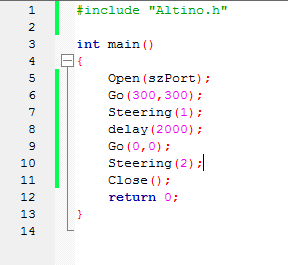 1 #include "Altino.h"
2
3 int main()
4 {
5 Open(szPort);
6 Go(300,300);
7 Steering(1);
8 delay(2000);
9 Go(0,0);
10 Steering(2);
11 Close();
12 return 0;
13 }
14